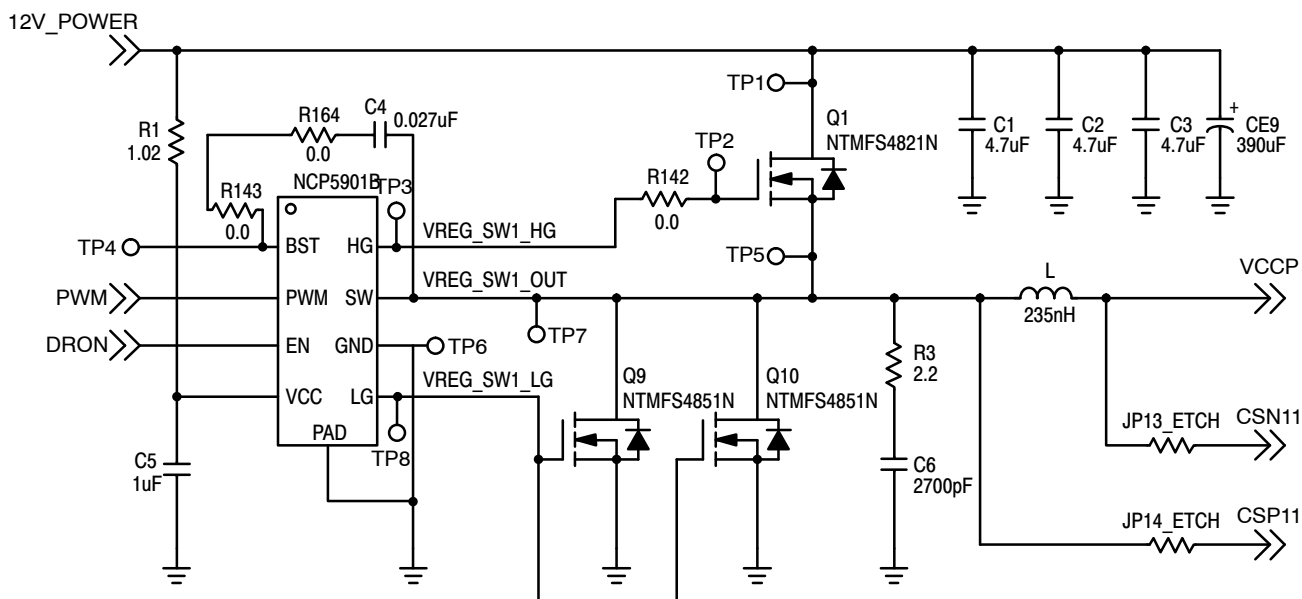 12V_POWER
TP1
R164
C4
0.027uF
0.0
R1
1.02
R143
0.0
NCP5901B
TP3
TP2
R142
0.0
Q1
NTMFS4821N
C1
4.7uF
C2
4.7uF
C3
4.7uF
+
CE9
390uF
TP4
BST
HG
VREG_SW1_HG
TP5
PWM
PWM
SW
VREG_SW1_OUT
TP7
L
235nH
VCCP
DRON
EN
GND
TP6
VCC
LG
VREG_SW1_LG
PAD
TP8
Q9
NTMFS4851N
Q10
NTMFS4851N
R3
2.2
C5
1uF
C6
2700pF
JP13_ETCH
CSN11
JP14_ETCH
CSP11